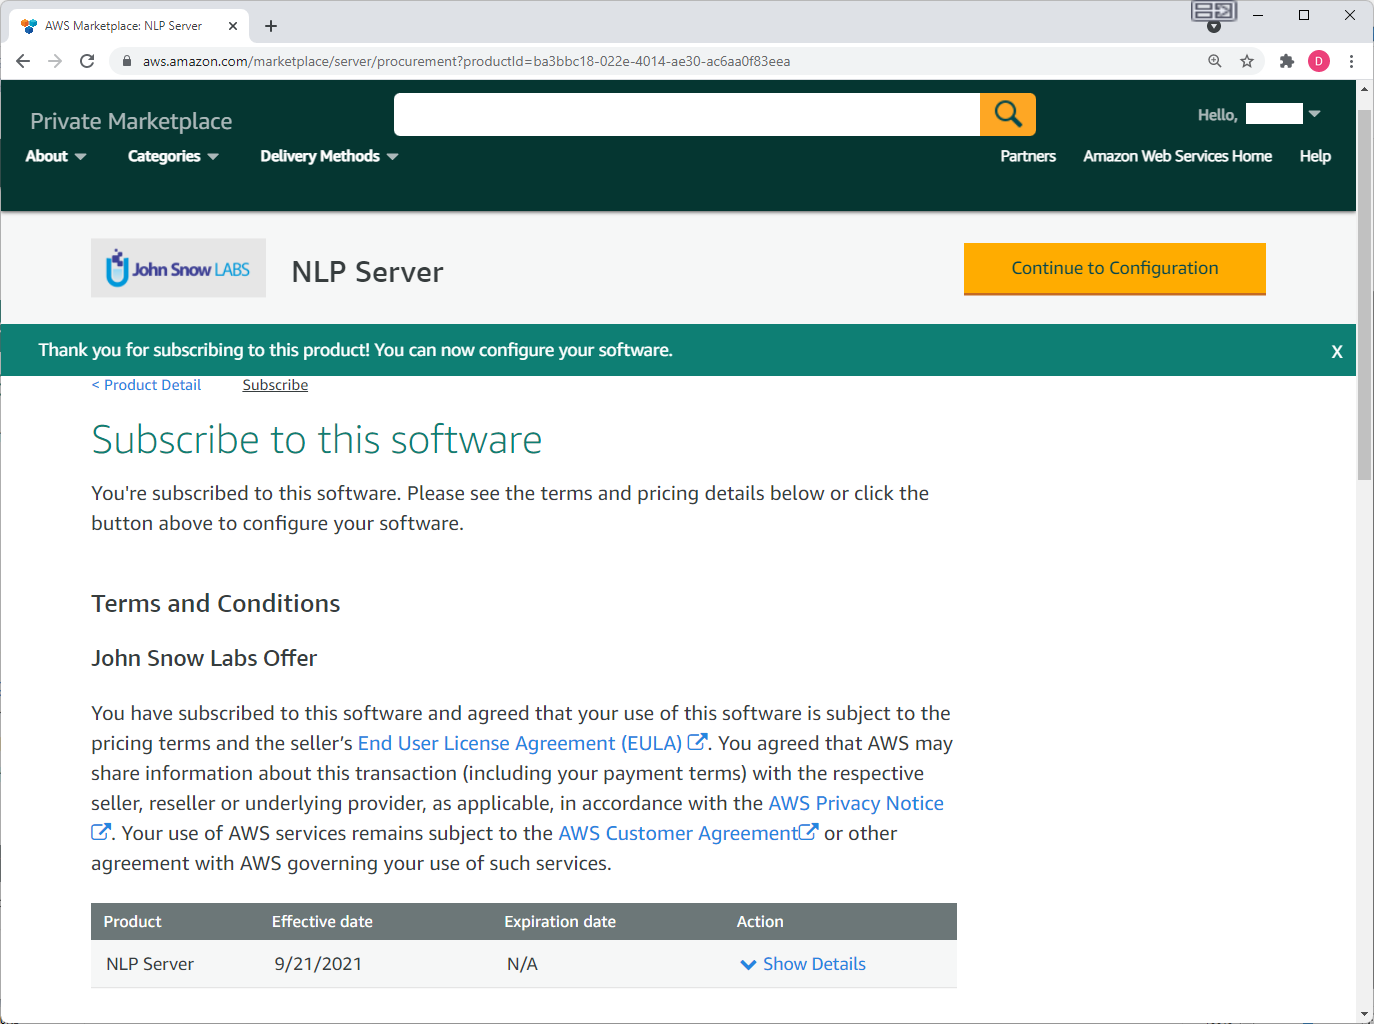 AWS Marketplace: NLP Server
aws.amazon.com/marketplace/server/procurement?productId=ba3bbc18-022e-4014-ae30-ac6aa0f83eea
D
Private Marketplace
Hello,
About
Categories
Delivery Methods
Partners
Amazon Web Services Home
Help
John Snow LABS
NLP Server
Continue to Configuration
Thank you for subscribing to this product! You can now configure your software.
X
< Product Detail
Subscribe
Subscribe to this software
You're subscribed to this software. Please see the terms and pricing details below or click the
button above to configure your software.
Terms and Conditions
John Snow Labs Offer
You have subscribed to this software and agreed that your use of this software is subject to the
pricing terms and the seller’s End User License Agreement (EULA) . You agreed that AWS may
share information about this transaction (including your payment terms) with the respective
seller, reseller or underlying provider, as applicable, in accordance with the AWS Privacy Notice
. Your use of AWS services remains subject to the AWS Customer Agreement or other
agreement with AWS governing your use of such services.
Product Effective date Expiration date Action
NLP Server 9/21/2021 N/A Show Details